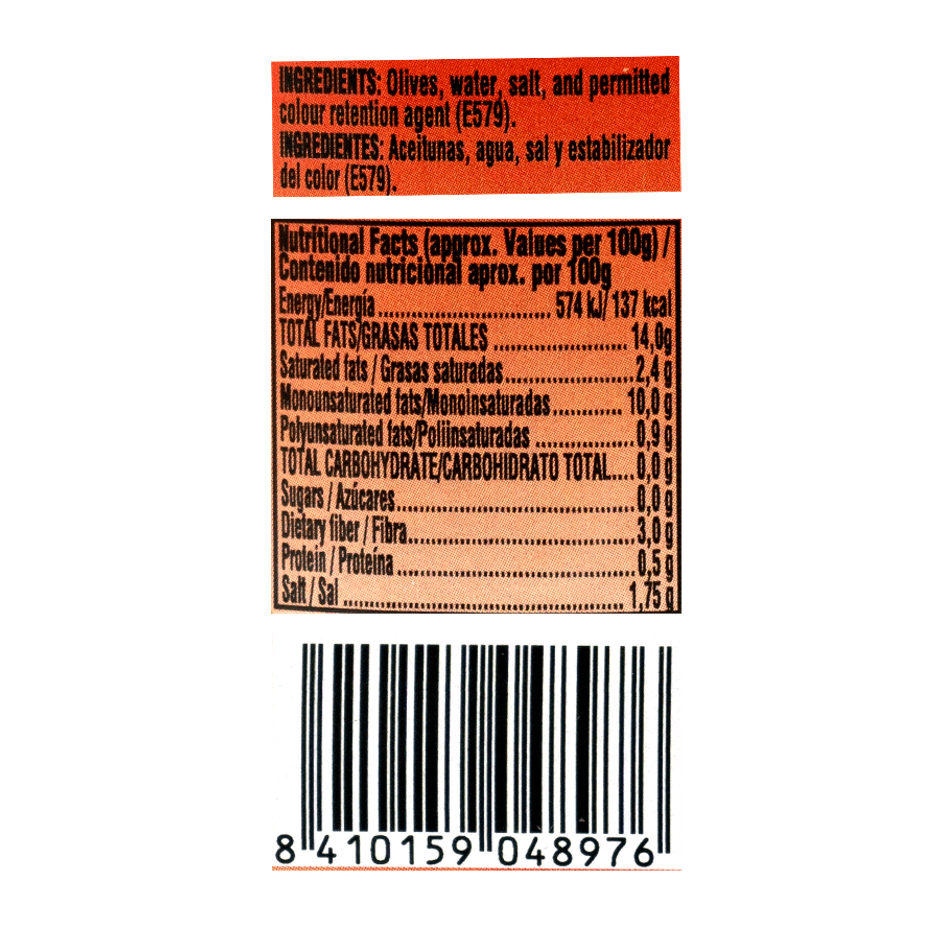 INGREDIENTS: Olives, water, salt, and permitted
colour retention agent (E579).
INGREDIENTES: Aceitunas, agua, sal y estabilizador
del color (E579).
Nutritional Facts (approx. Values per 100g) /
Contenido nutricional aprox. por 100g
Energy/Energía .............................. 574 kJ/ 137 kcal
TOTAL FATS/GRASAS TOTALES ....................... 14,0g
Saturated fats / Grasas saturadas...................... 2,4 g
Monounsaturated fats/Monoinsaturadas............ 10,0 g
Polyunsaturated fats/Poliinsaturadas ................. 0,9 g
TOTAL CARBOHYDRATE/CARBOHIDRATO TOTAL.... 0,0 g
Sugars / Azúcares......................................... 0,0 g
Dietary fiber / Fibra....................................... 3,0 g
Protein / Proteína ......................................... 0,5 g
Salt / Sal ................................................ 1,75 g
8 410159 048976